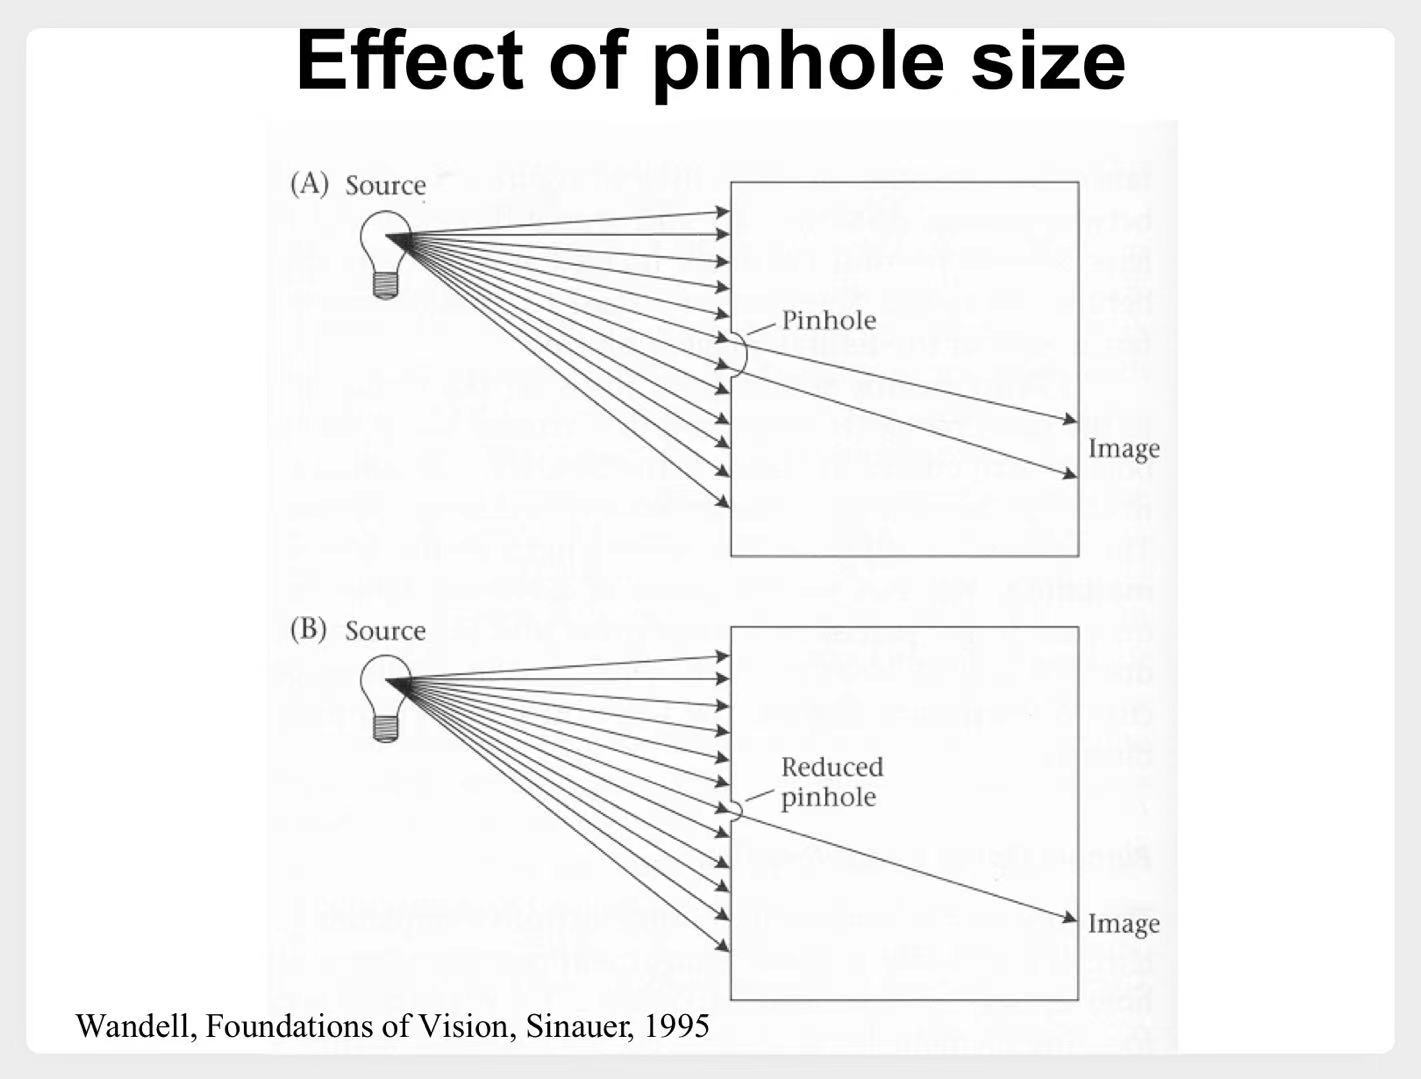 Effect of pinhole size
(A) Source
Pinhole
Image
(B) Source
Reduced
pinhole
Image
Wandell, Foundations of Vision, Sinauer, 1995